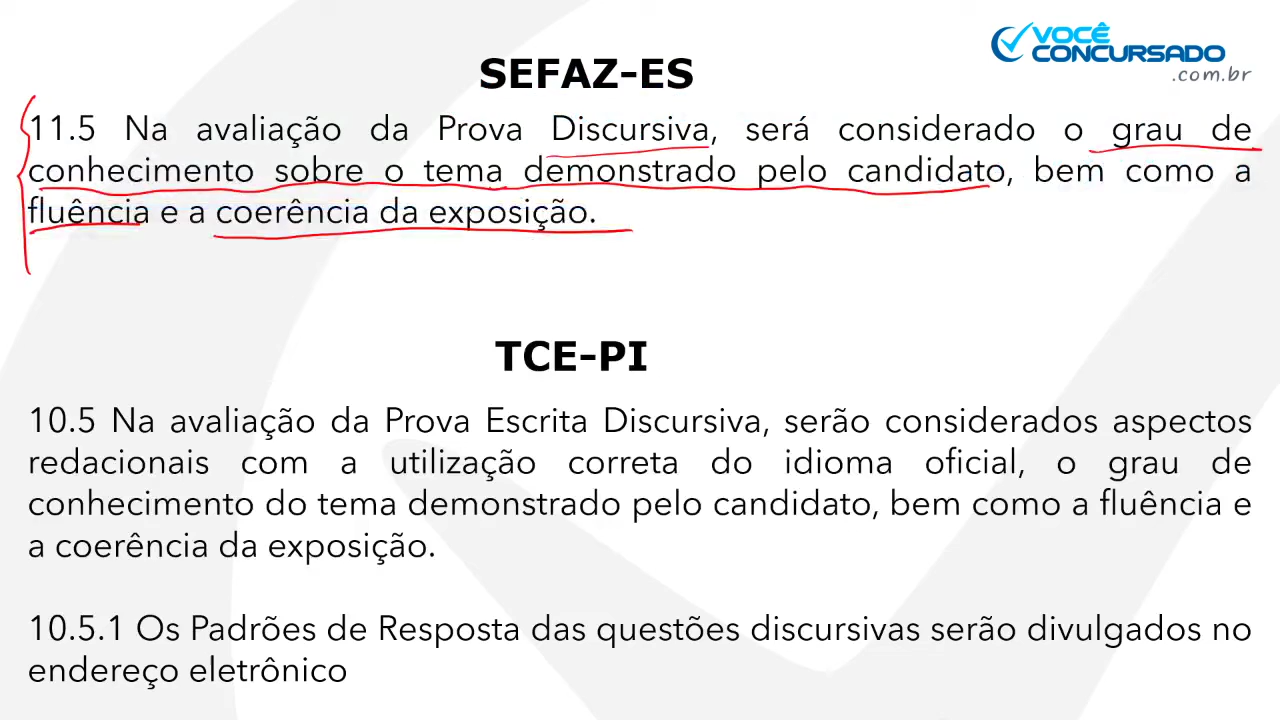 VOCÊ
CONCURSADO
.com.br
SEFAZ-ES
11.5 Na avaliação da Prova Discursiva, será considerado o grau de
conhecimento sobre o tema demonstrado pelo candidato, bem como a
fluência e a coerência da exposição.
TCE-PI
10.5 Na avaliação da Prova Escrita Discursiva, serão considerados aspectos
redacionais com a utilização correta do idioma oficial, o grau de
conhecimento do tema demonstrado pelo candidato, bem como a fluência e
a coerência da exposição.
10.5.1 Os Padrões de Resposta das questões discursivas serão divulgados no
endereço eletrônico